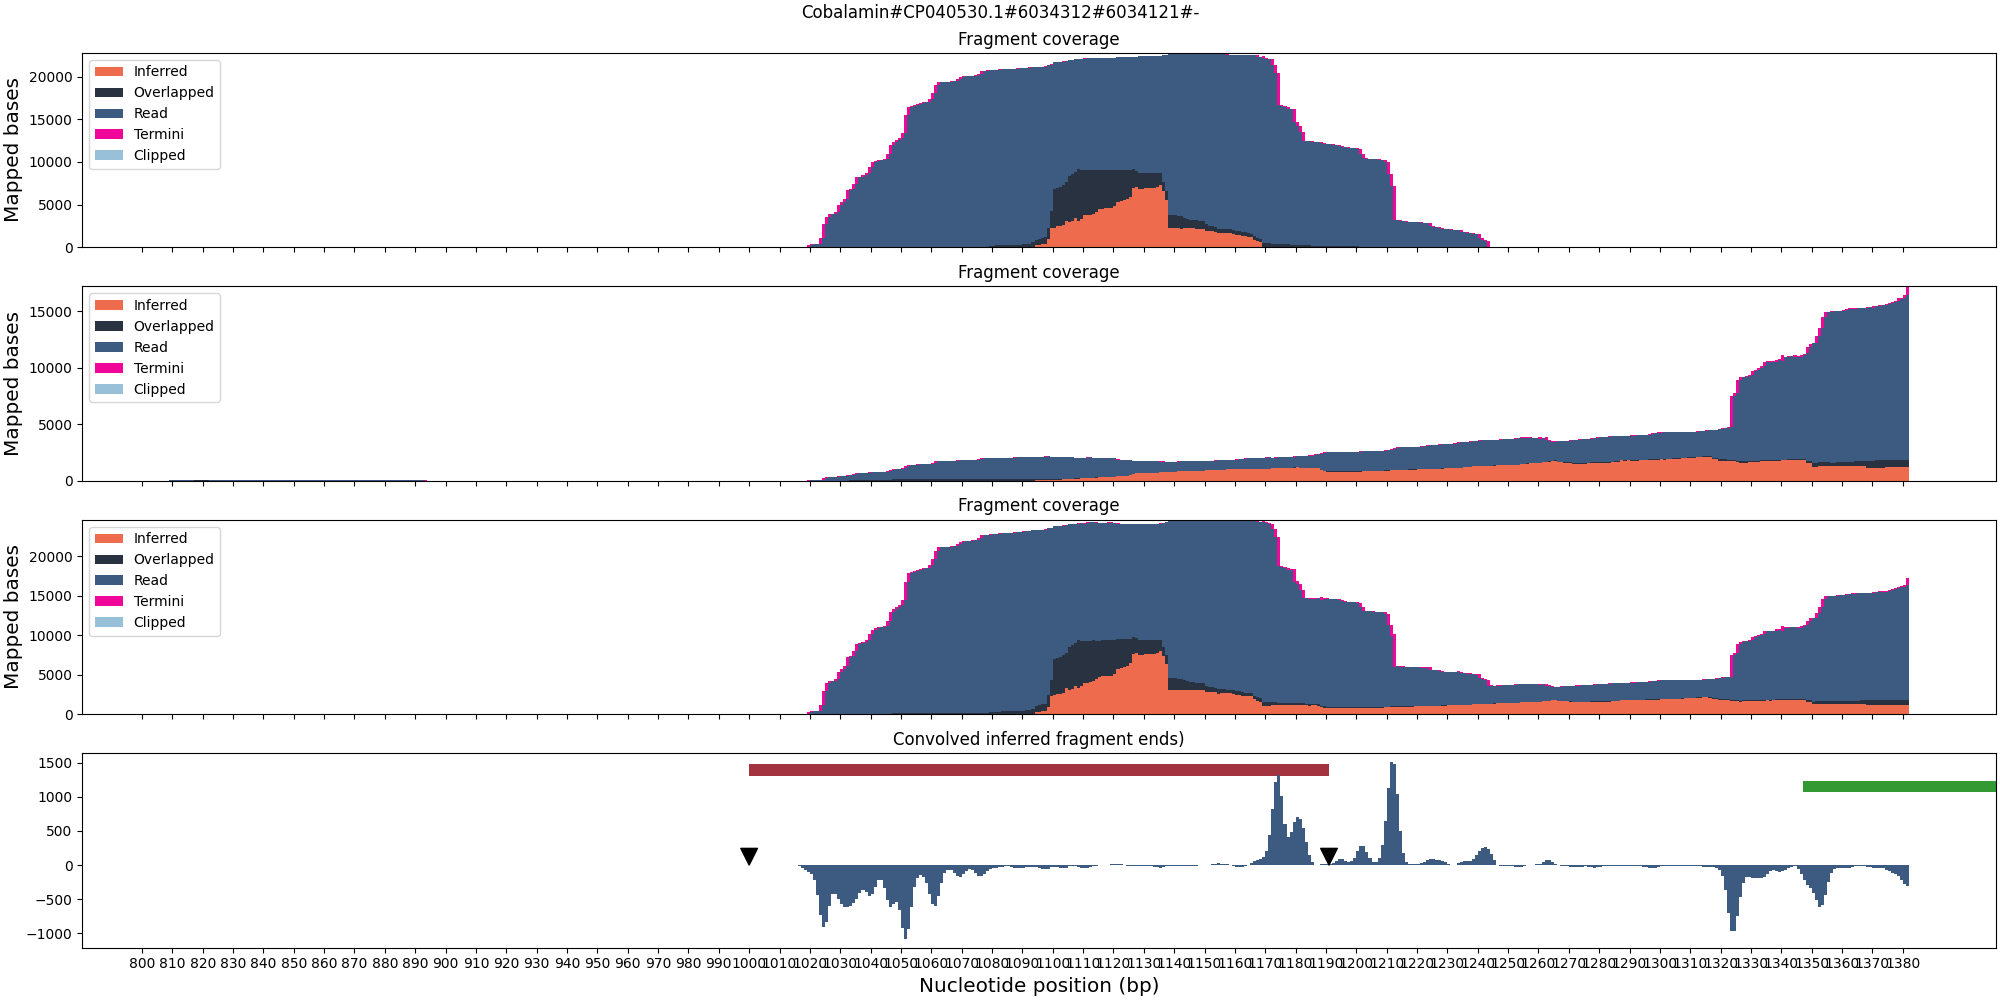 Cobalamin#CP040530.1#6034312#6034121#-
Fragment coverage
Mapped bases
20000
15000
10000
5000
0
Inferred
Overlapped
Read
Termini
Clipped
Fragment coverage
Mapped bases
15000
10000
5000
0
Inferred
Overlapped
Read
Termini
Clipped
Fragment coverage
Mapped bases
20000
15000
10000
5000
0
Inferred
Overlapped
Read
Termini
Clipped
Convolved inferred fragment ends)
1500
1000
500
0
−500
−1000
800 810 820 830 840 850 860 870 880 890 900 910 920 930 940 950 960 970 980 990 1000 1010 1020 1030 1040 1050 1060 1070 1080 1090 1100 1110 1120 1130 1140 1150 1160 1170 1180 1190 1200 1210 1220 1230 1240 1250 1260 1270 1280 1290 1300 1310 1320 1330 1340 1350 1360 1370 1380
Nucleotide position (bp)